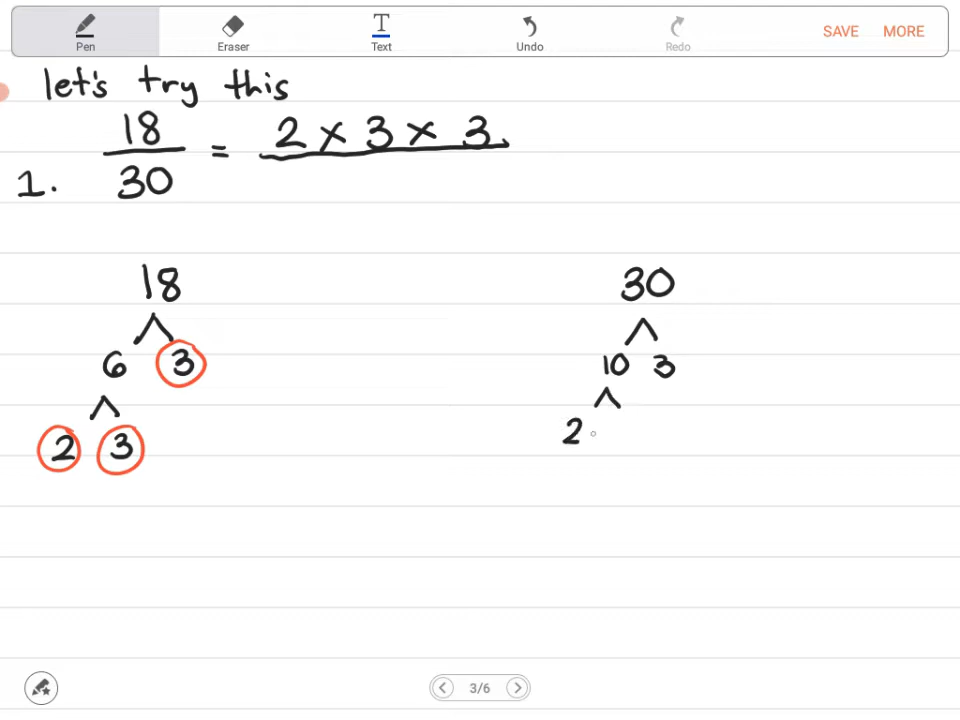 Pen Eraser Text Undo Redo SAVE MORE
let's try this
1. 18/30 = 2 × 3 × 3
18 30
6 3 10 3
2 3 2
3/6